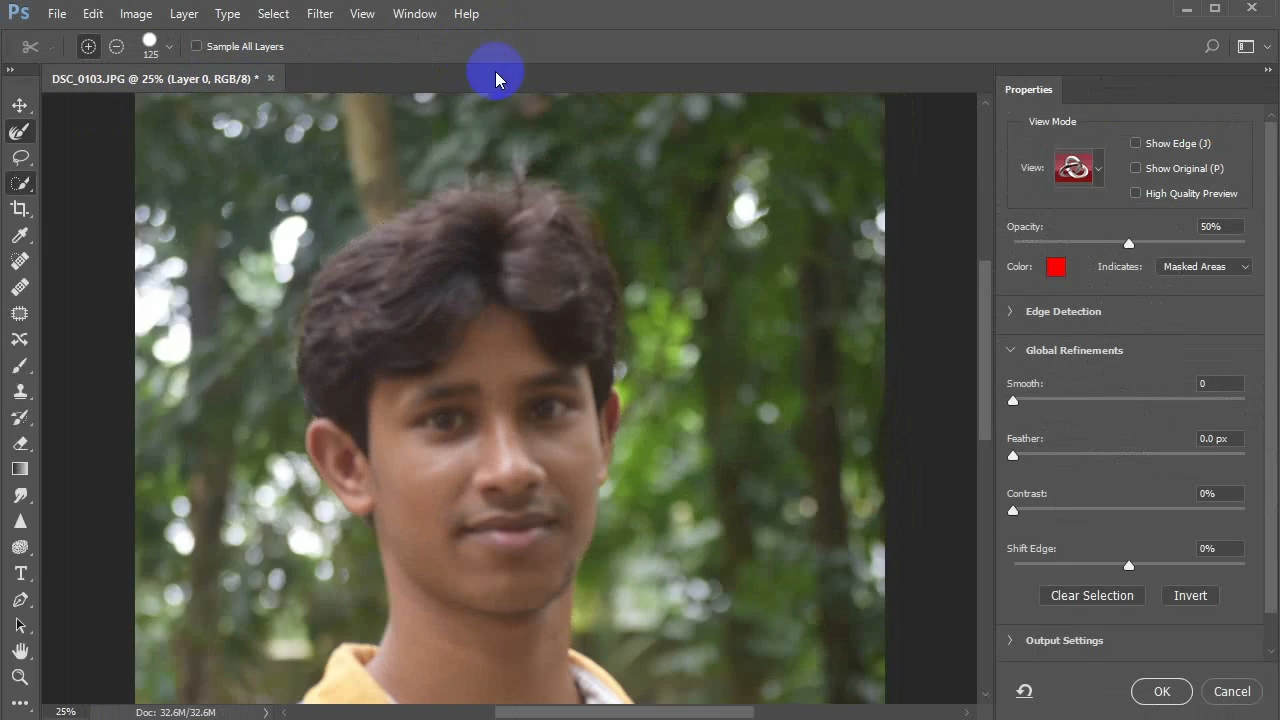 Ps File Edit Image Layer Type Select Filter View Window Help
125 Sample All Layers
DSC_0103.JPG @ 25% (Layer 0, RGB/8) * ×
Properties
View Mode
View:
Show Edge (J)
Show Original (P)
High Quality Preview
Opacity: 50%
Color: Indicates: Masked Areas
Edge Detection
Global Refinements
Smooth: 0
Feather: 0.0 px
Contrast: 0%
Shift Edge: 0%
Clear Selection Invert
Output Settings
OK Cancel
25% Doc: 32.6M/32.6M